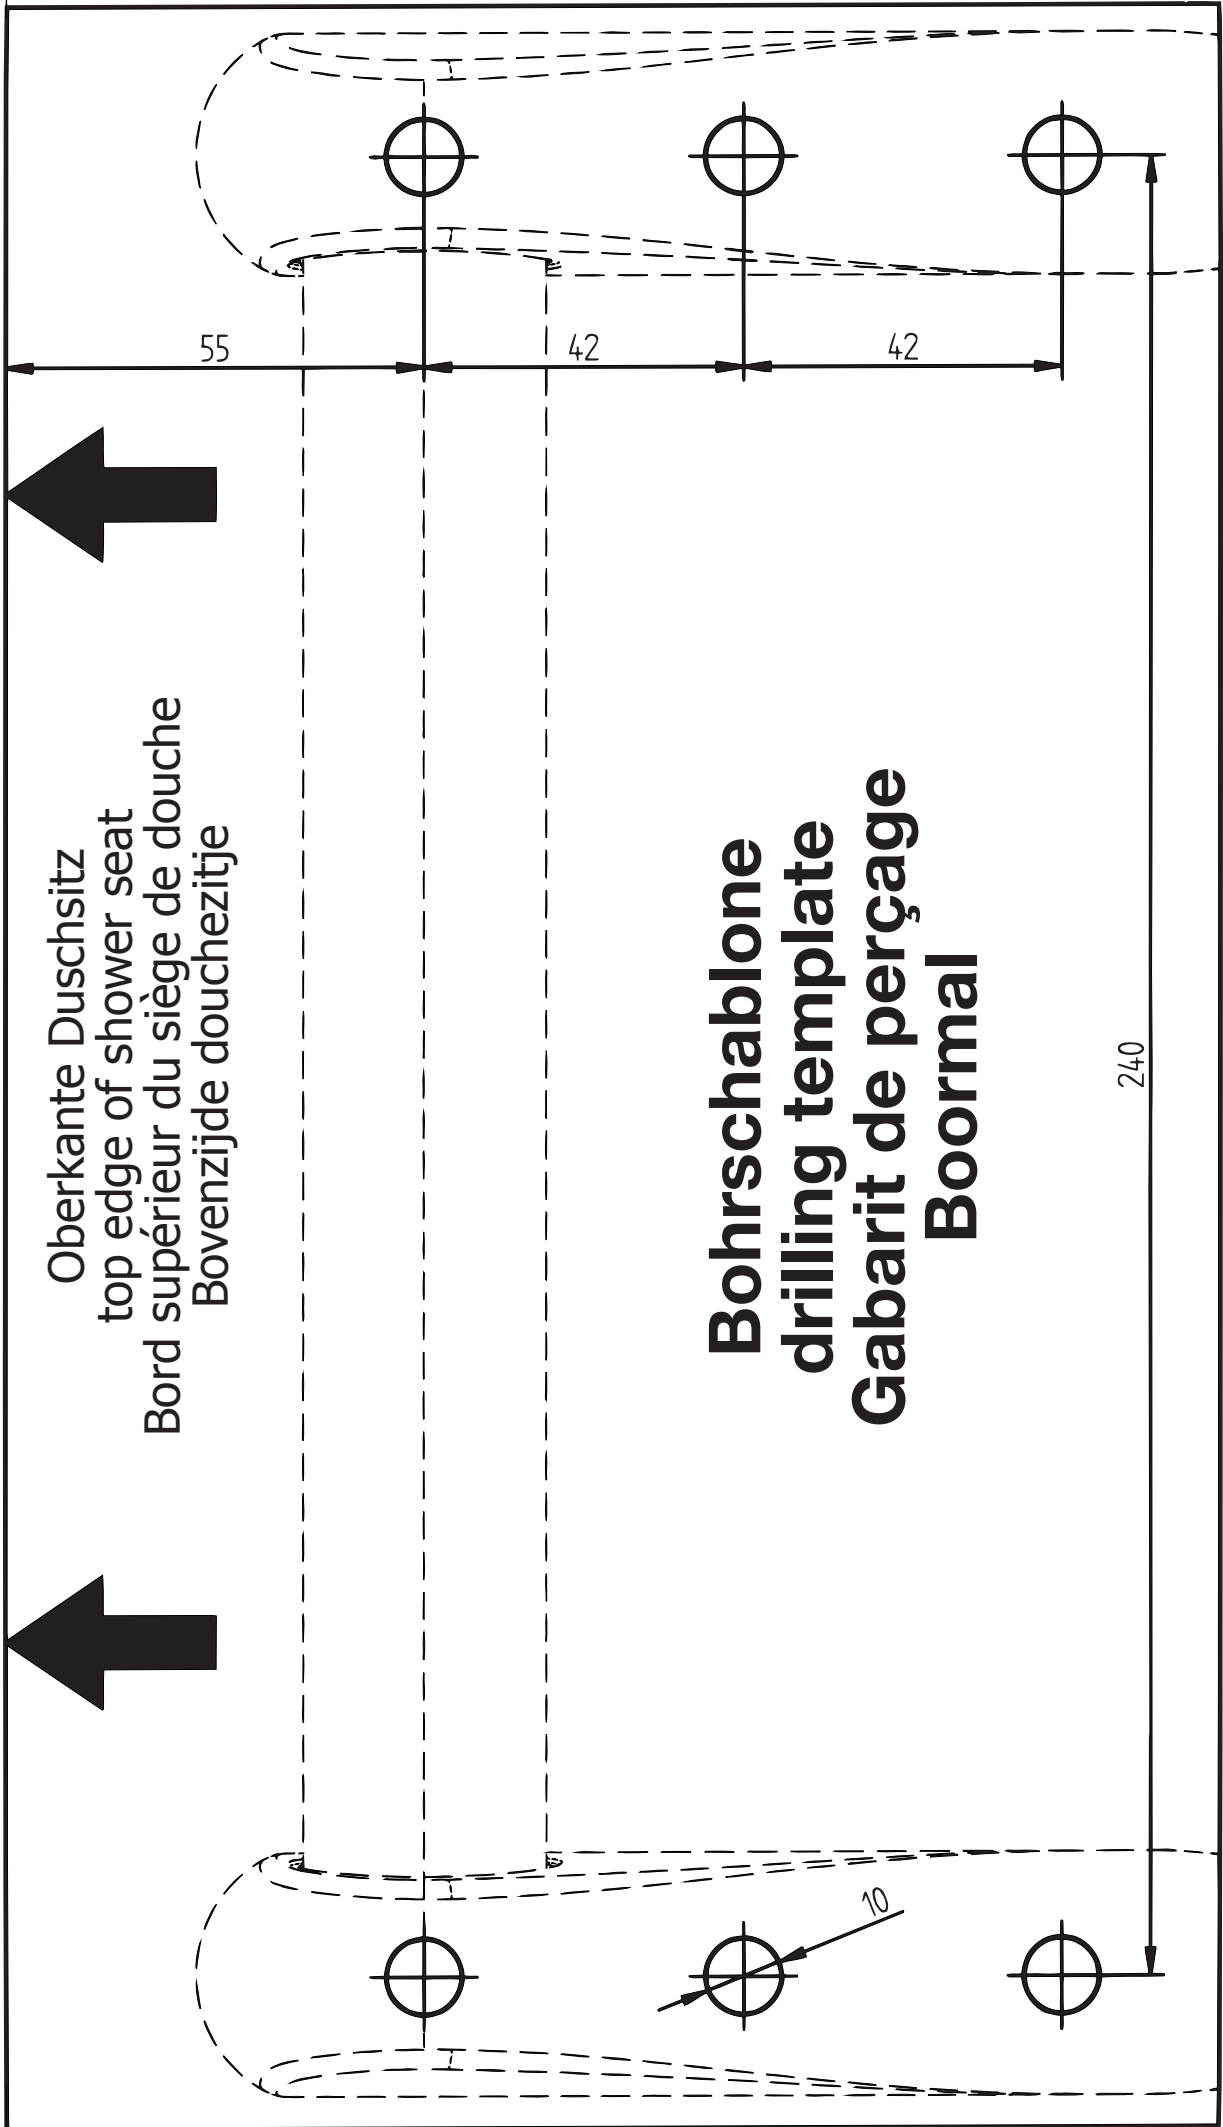 55
42
42
Oberkante Duschsitz
top edge of shower seat
Bord supérieur du siège de douche
Bovenzijde douchezitje
Bohrschablone
drilling template
Gabarit de perçage
Boormal
240
10